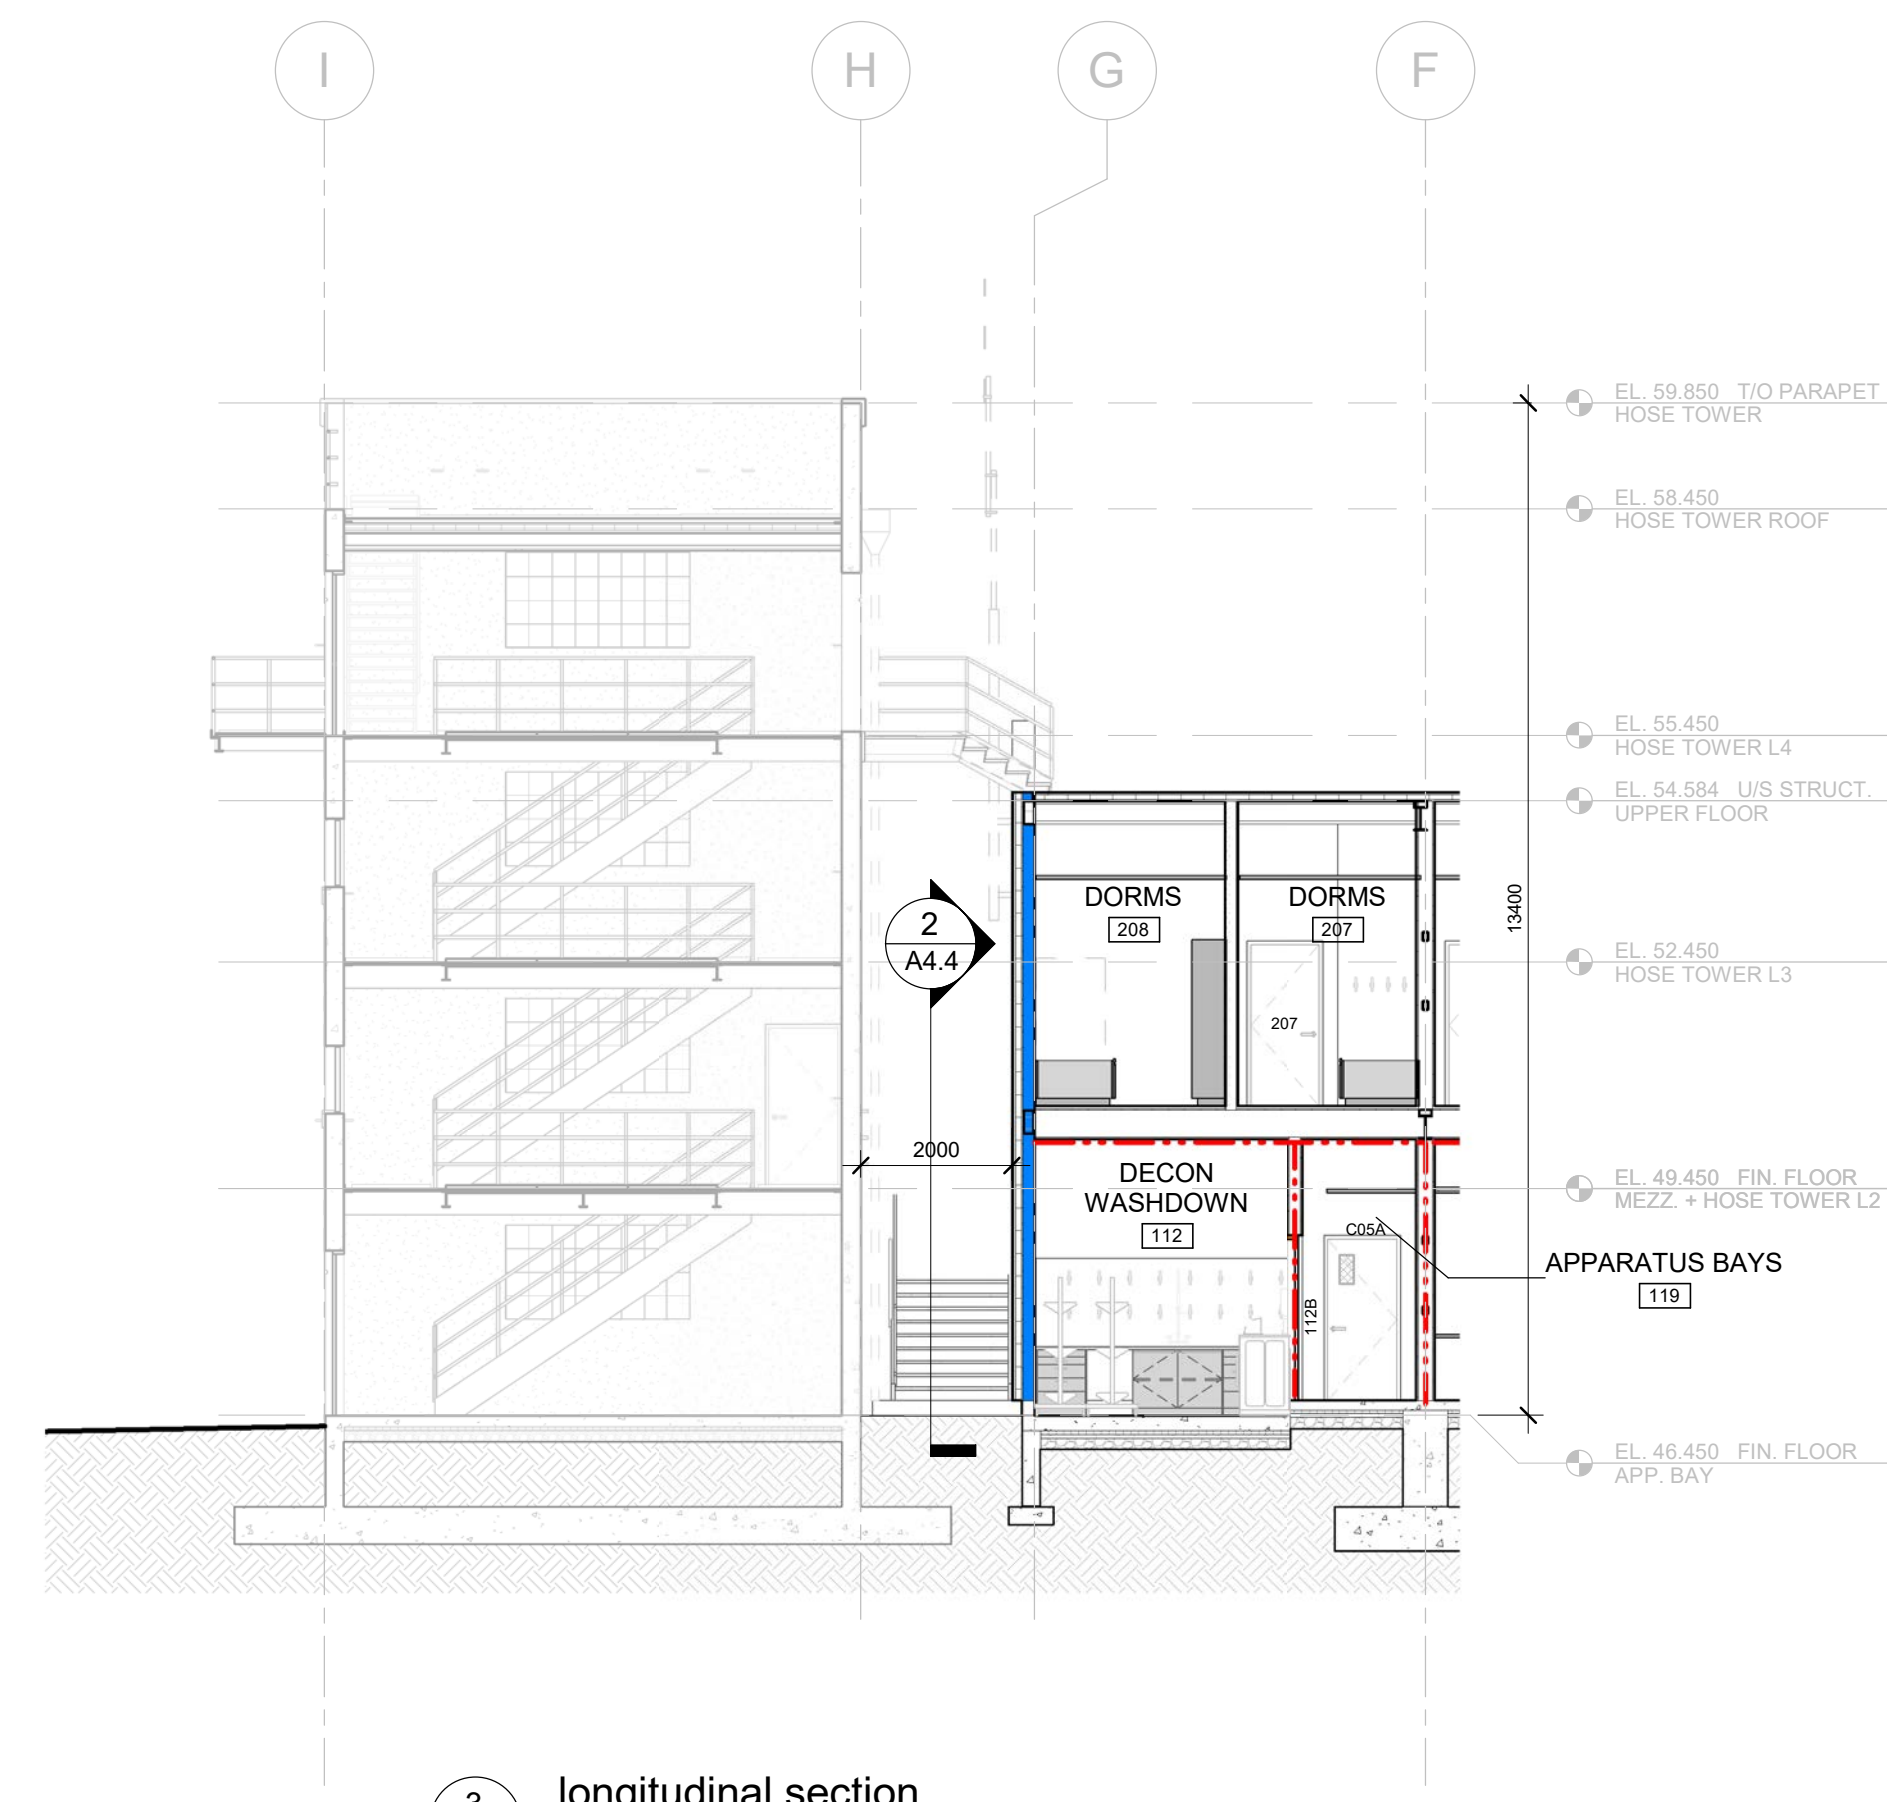 I
H
G
F
EL. 59.850 T/O PARAPET
HOSE TOWER
EL. 58.450
HOSE TOWER ROOF
EL. 55.450
HOSE TOWER L4
EL. 54.584 U/S STRUCT.
UPPER FLOOR
13400
DORMS
208
DORMS
207
2
A4.4
EL. 52.450
HOSE TOWER L3
207
2000
DECON
WASHDOWN
112
EL. 49.450 FIN. FLOOR
MEZZ. + HOSE TOWER L2
C05A
APPARATUS BAYS
119
112B
EL. 46.450 FIN. FLOOR
APP. BAY
3
longitudinal section